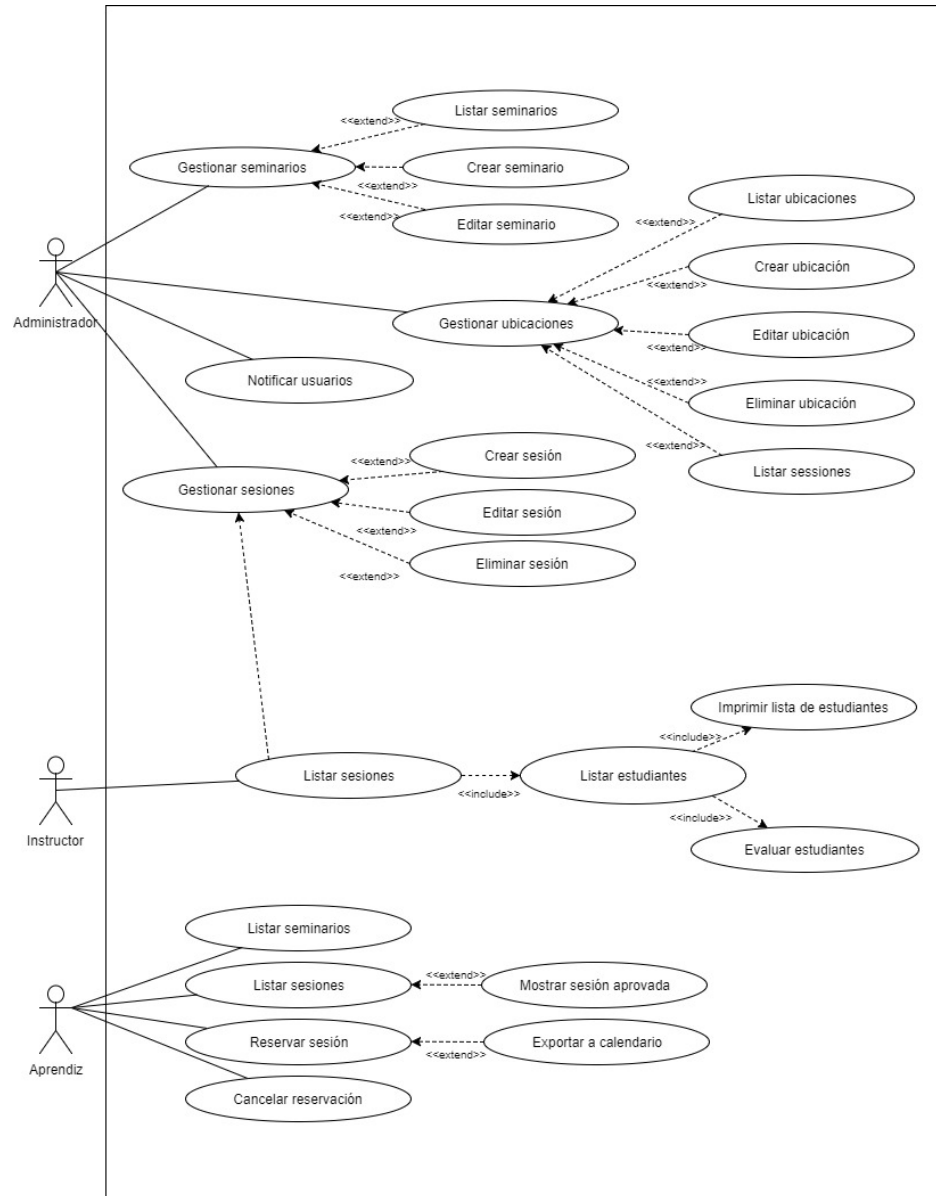 Listar seminarios
<<extend>>
Gestionar seminarios
Crear seminario
<<extend>>
<<extend>>
Editar seminario
Listar ubicaciones
<<extend>>
Crear ubicación
<<extend>>
Administrador
Gestionar ubicaciones
Editar ubicación
<<extend>>
Notificar usuarios
<<extend>>
Eliminar ubicación
<<extend>>
Listar sessiones
Crear sesión
<<extend>>
Gestionar sesiones
Editar sesión
<<extend>>
Eliminar sesión
<<extend>>
Imprimir lista de estudiantes
<<include>>
Instructor
Listar sesiones
<<include>>
Listar estudiantes
<<include>>
Evaluar estudiantes
Listar seminarios
Listar sesiones
<<extend>>
Mostrar sesión aprovada
Aprendiz
Reservar sesión
<<extend>>
Exportar a calendario
Cancelar reservación